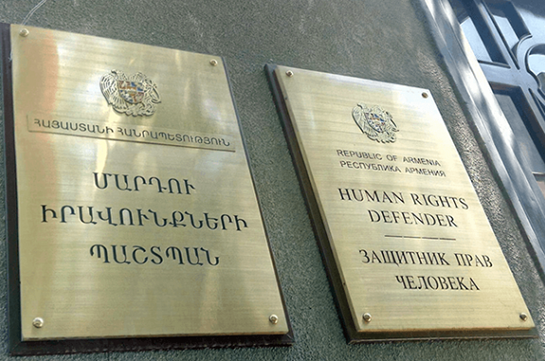 ՀԱՅԱՍՏԱՆԻ ՀԱՆՐԱՊԵՏՈՒԹՅՈՒՆ
ՄԱՐԴՈՒ
ԻՐԱՎՈՒՆՔՆԵՐԻ
ՊԱՇՏՊԱՆ
REPUBLIC OF ARMENIA
РЕСПУБЛИКА АРМЕНИЯ
HUMAN RIGHTS
DEFENDER
ЗАЩИТНИК ПРАВ
ЧЕЛОВЕКА